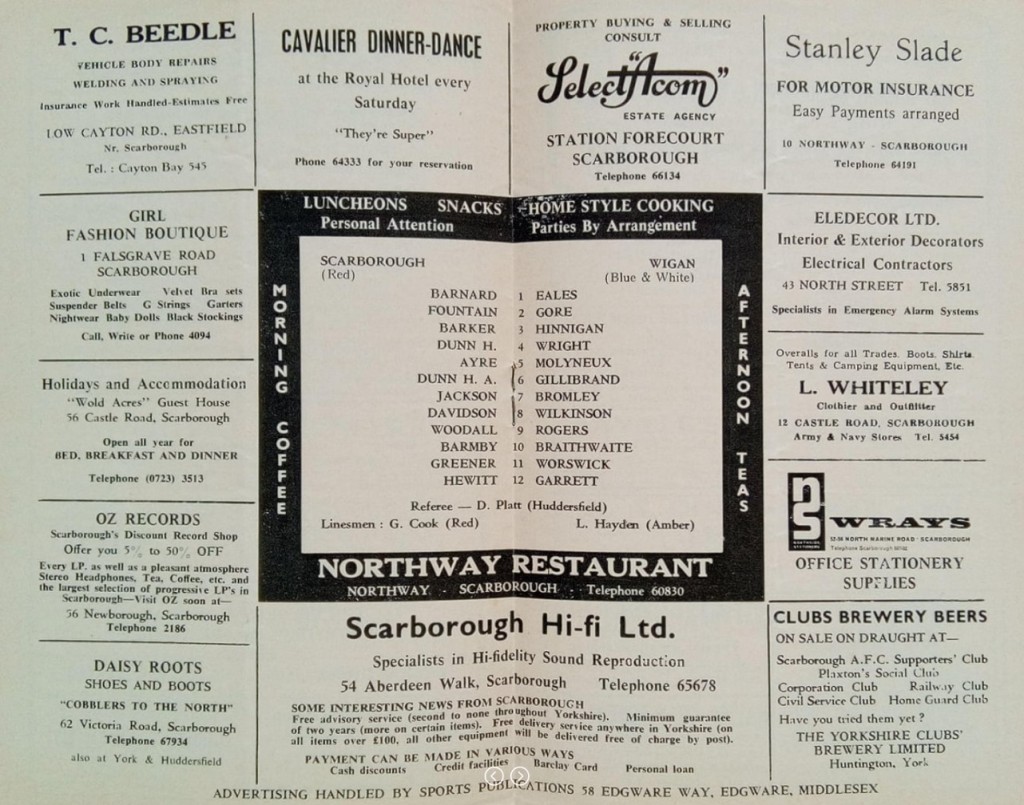 T. C. BEEDLE
VEHICLE BODY REPAIRS
WELDING AND SPRAYING
Insurance Work Handled-Estimates Free
LOW CAYTON RD., EASTFIELD
Nr. Scarborough
Tel. : Cayton Bay 545
CAVALIER DINNER-DANCE
at the Royal Hotel every
Saturday
"They're Super"
Phone 64333 for your reservation
PROPERTY BUYING & SELLING
CONSULT
Select "Acom"
ESTATE AGENCY
STATION FORECOURT
SCARBOROUGH
Telephone 66134
Stanley Slade
FOR MOTOR INSURANCE
Easy Payments arranged
10 NORTHWAY - SCARBOROUGH
Telephone 64191
GIRL
FASHION BOUTIQUE
1 FALSGRAVE ROAD
SCARBOROUGH
Exotic Underwear Velvet Bra sets
Suspender Belts G Strings Garters
Nightwear Baby Dolls Black Stockings
Call, Write or Phone 4094
Holidays and Accommodation
"Wold Acres" Guest House
56 Castle Road, Scarborough
Open all year for
BED, BREAKFAST AND DINNER
Telephone (0723) 3513
OZ RECORDS
Scarborough's Discount Record Shop
Offer you 5% to 50% OFF
Every LP. as well as a pleasant atmosphere
Stereo Headphones, Tea, Coffee, etc. and
the largest selection of progressive LP's in
Scarborough—Visit OZ soon at—
56 Newborough, Scarborough
Telephone 2186
DAISY ROOTS
SHOES AND BOOTS
"COBBLERS TO THE NORTH"
62 Victoria Road, Scarborough
Telephone 67934
also at York & Huddersfield
LUNCHEONS SNACKS HOME STYLE COOKING
Personal Attention Parties By Arrangement
MORNING COFFEE
SCARBOROUGH WIGAN
(Red) (Blue & White)
BARNARD 1 EALES
FOUNTAIN 2 GORE
BARKER 3 HINNIGAN
DUNN H. 4 WRIGHT
AYRE 5 MOLYNEUX
DUNN H. A. 6 GILLIBRAND
JACKSON 7 BROMLEY
DAVIDSON 8 WILKINSON
WOODALL 9 ROGERS
BARMBY 10 BRAITHWAITE
GREENER 11 WORSWICK
HEWITT 12 GARRETT
Referee — D. Platt (Huddersfield)
Linesmen : G. Cook (Red) L. Hayden (Amber)
AFTERNOON TEAS
NORTHWAY RESTAURANT
NORTHWAY - SCARBOROUGH - Telephone 60830
Scarborough Hi-fi Ltd.
Specialists in Hi-fidelity Sound Reproduction
54 Aberdeen Walk, Scarborough Telephone 65678
SOME INTERESTING NEWS FROM SCARBOROUGH
Free advisory service (second to none throughout Yorkshire). Minimum guarantee
of two years (more on certain items). Free delivery service anywhere in Yorkshire (on
all items over £100, all other equipment will be delivered free of charge by post).
PAYMENT CAN BE MADE IN VARIOUS WAYS
Cash discounts Credit facilities Barclay Card Personal loan
ELEDECOR LTD.
Interior & Exterior Decorators
Electrical Contractors
43 NORTH STREET Tel. 5851
Specialists in Emergency Alarm Systems
Overalls for all Trades. Boots. Shirts.
Tents & Camping Equipment, Etc.
L. WHITELEY
Clothier and Outfitter
12 CASTLE ROAD, SCARBOROUGH
Army & Navy Stores Tel. 5454
WRAYS
NORTH MARINE ROAD SCARBOROUGH
Telephone Scarborough
OFFICE STATIONERY
SUPPLIES
CLUBS BREWERY BEERS
ON SALE ON DRAUGHT AT—
Scarborough A.F.C. Supporters' Club
Plaxton's Social Club
Corporation Club Railway Club
Civil Service Club Home Guard Club
Have you tried them yet ?
THE YORKSHIRE CLUBS'
BREWERY LIMITED
Huntington, York
ADVERTISING HANDLED BY SPORTS PUBLICATIONS 58 EDGWARE WAY, EDGWARE, MIDDLESEX